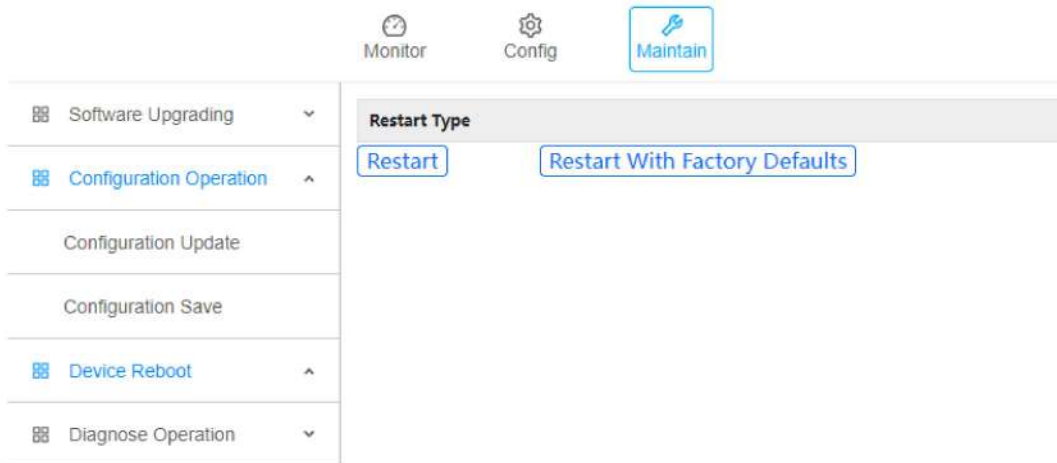 Monitor
Config
Maintain
Software Upgrading
Configuration Operation
Configuration Update
Configuration Save
Device Reboot
Diagnose Operation
Restart Type
Restart
Restart With Factory Defaults